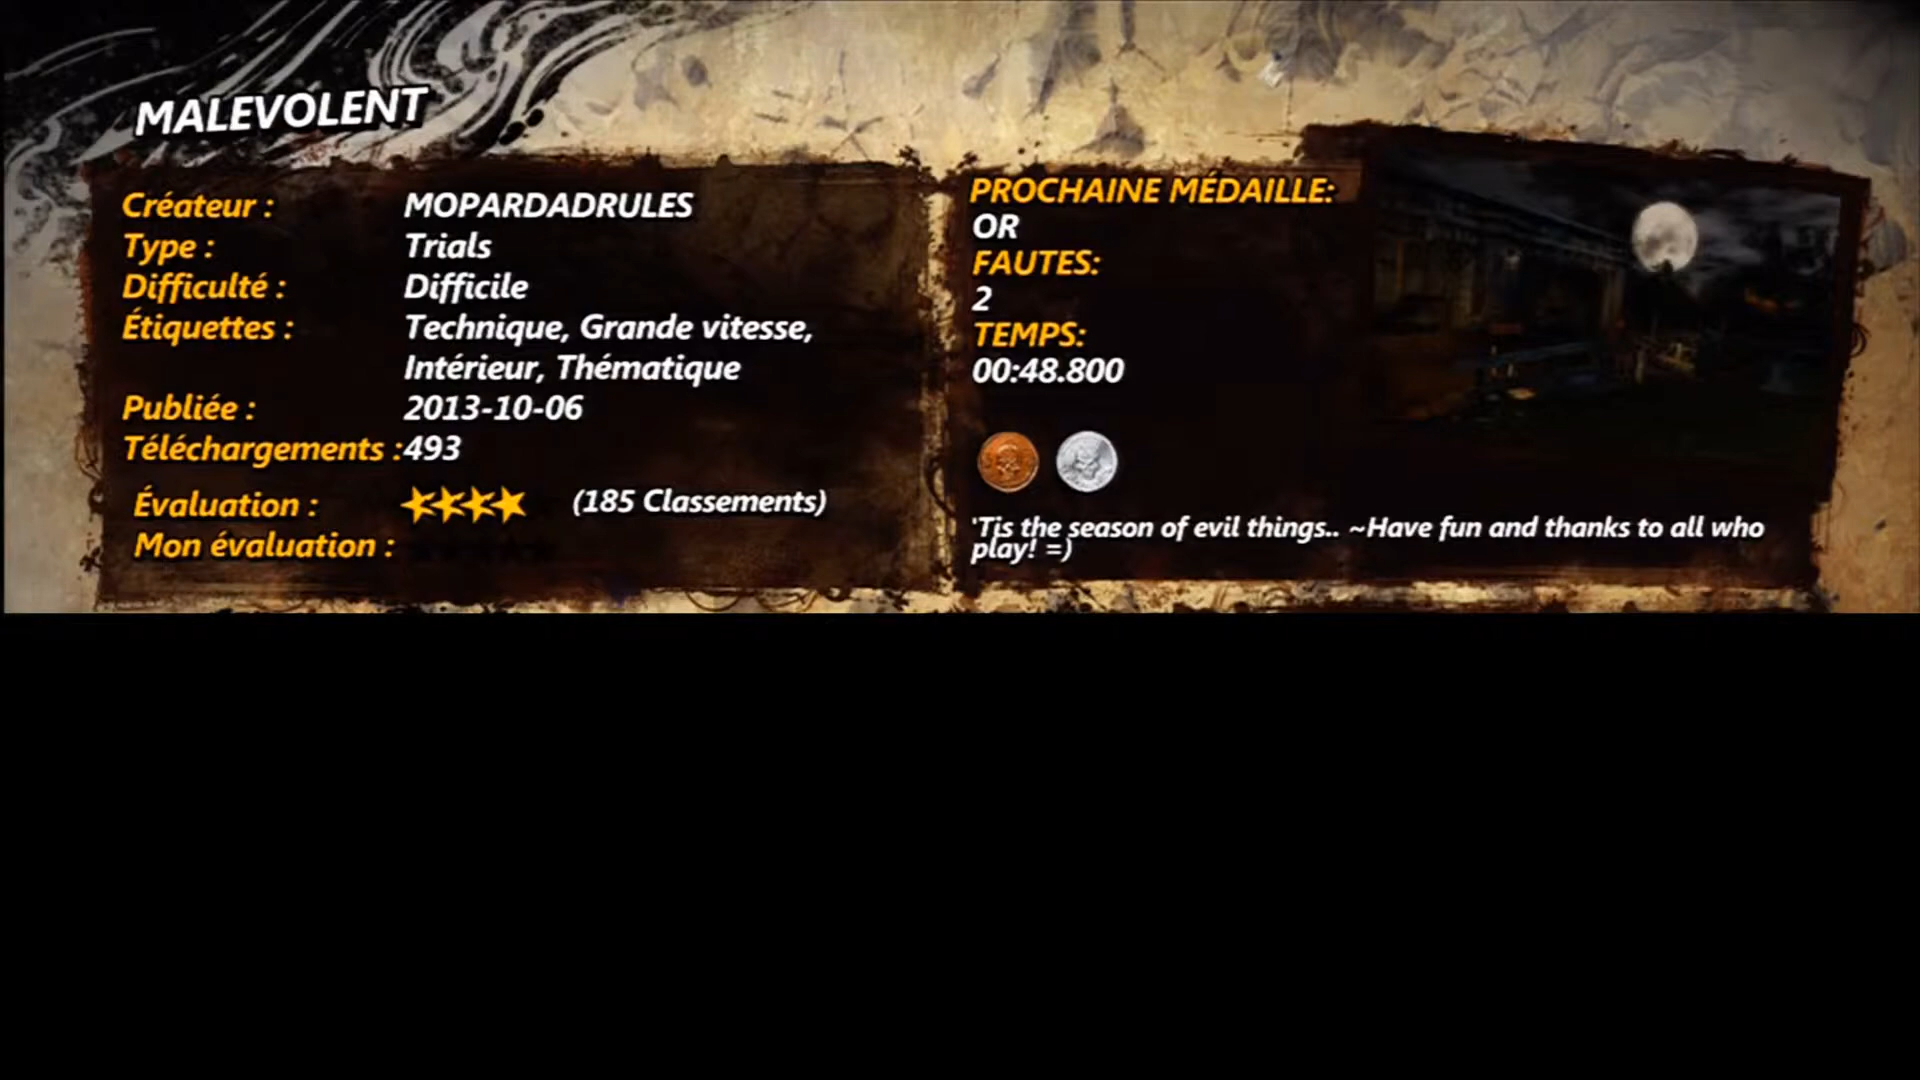 MALEVOLENT
Créateur : MOPARDADRULES
Type : Trials
Difficulté : Difficile
Étiquettes : Technique, Grande vitesse,
Intérieur, Thématique
Publiée : 2013-10-06
Téléchargements :493
Évaluation : (185 Classements)
Mon évaluation :
PROCHAINE MÉDAILLE:
OR
FAUTES:
2
TEMPS:
00:48.800
'Tis the season of evil things.. ~Have fun and thanks to all who
play! =)